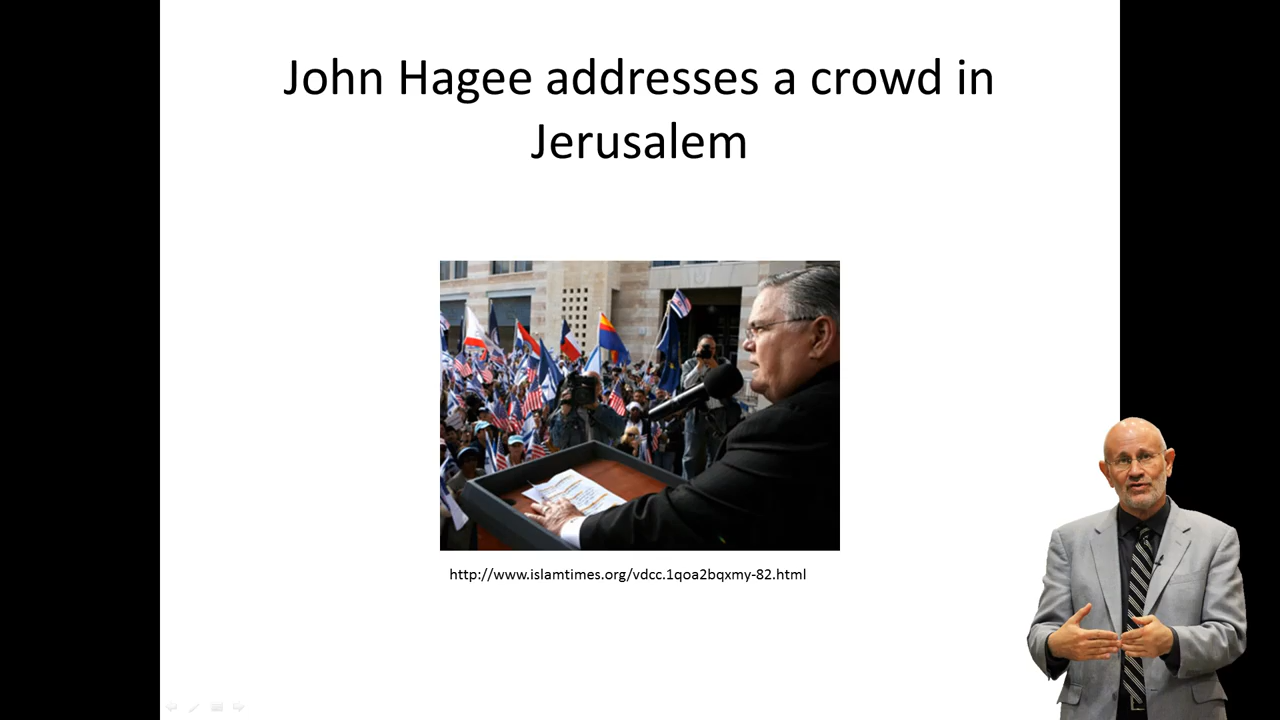 John Hagee addresses a crowd in
Jerusalem
http://www.islamtimes.org/vdcc.1qoa2bqxmy-82.html